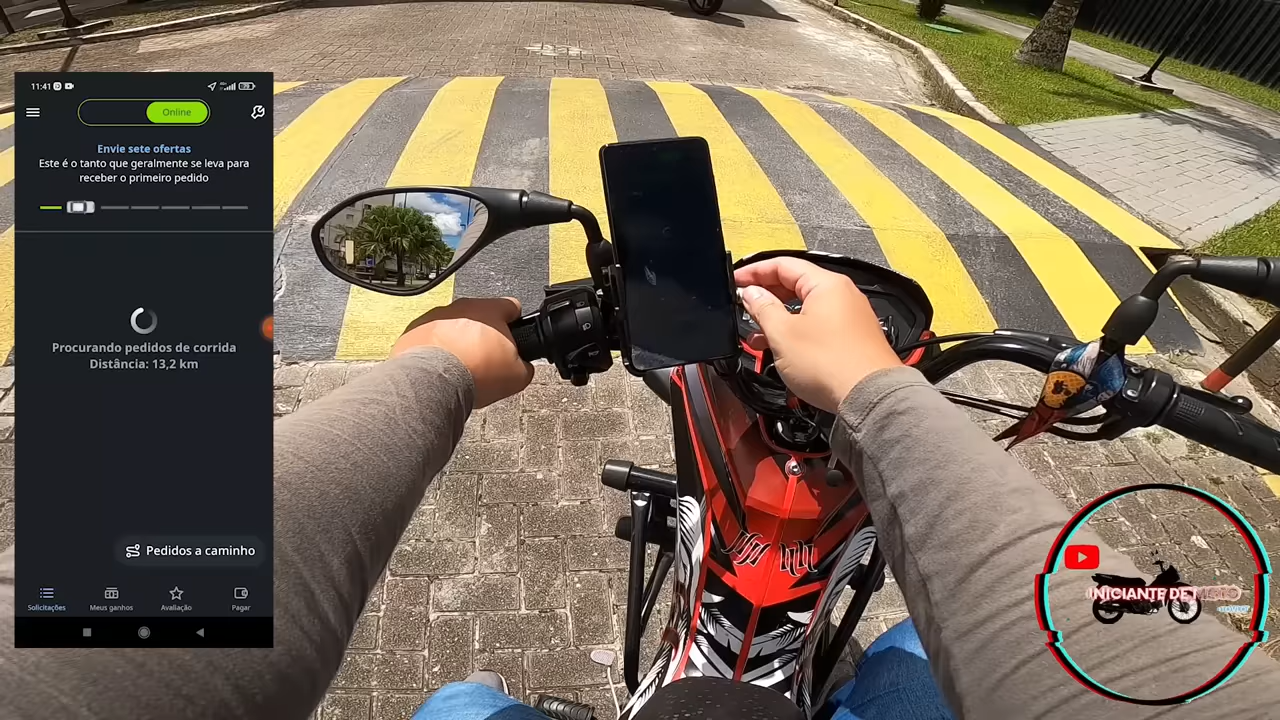 11:41
Online
Envie sete ofertas
Este é o tanto que geralmente se leva para
receber o primeiro pedido
Procurando pedidos de corrida
Distância: 13,2 km
Pedidos a caminho
Solicitações
Meus ganhos
Avaliação
Pagar
INICIANTE DE